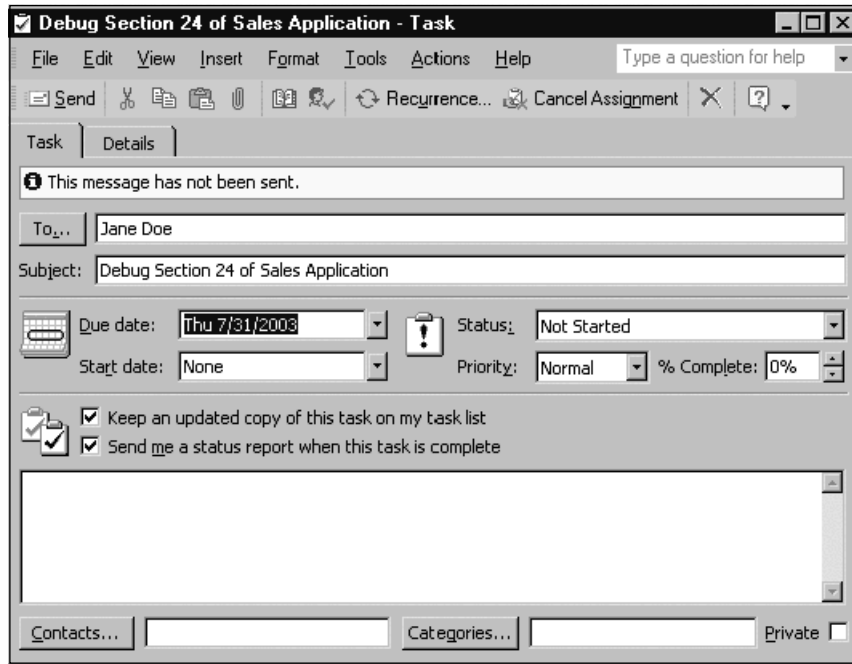 Debug Section 24 of Sales Application - Task
File Edit View Insert Format Tools Actions Help Type a question for help
Send Recurrence... Cancel Assignment
Task Details
This message has not been sent.
To... Jane Doe
Subject: Debug Section 24 of Sales Application
Due date: Thu 7/31/2003 Status: Not Started
Start date: None Priority: Normal % Complete: 0%
Keep an updated copy of this task on my task list
Send me a status report when this task is complete
Contacts... Categories... Private